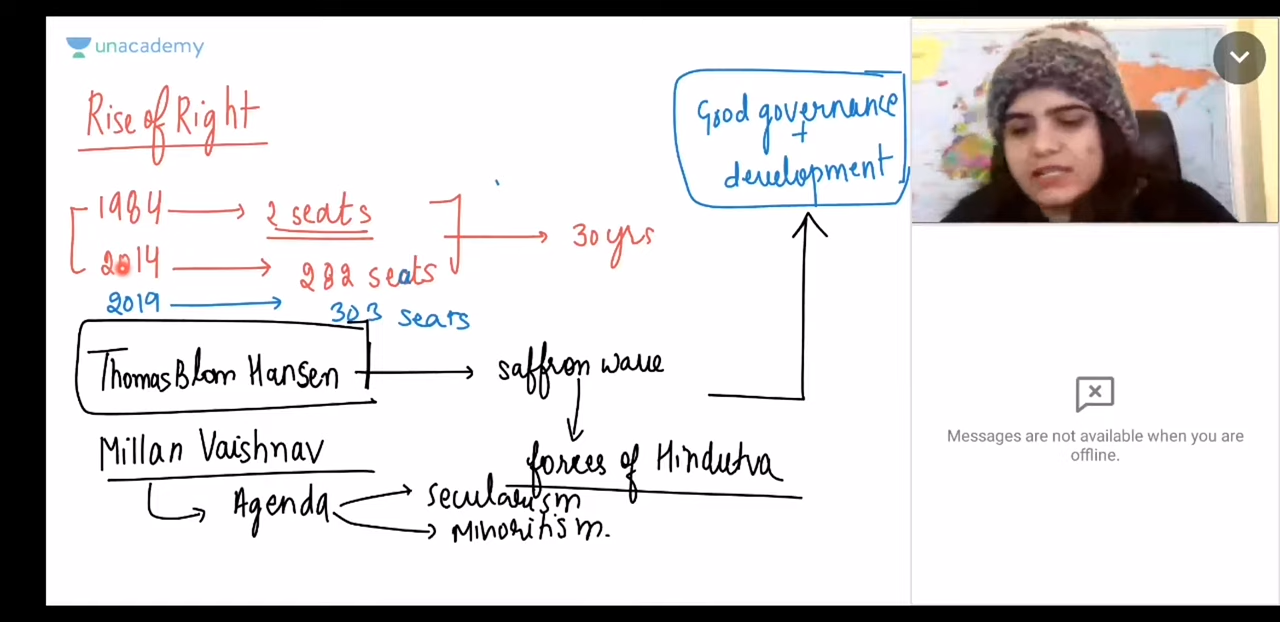 unacademy
Rise of Right
1984 → 2 seats
2014 → 282 seats
→ 30 yrs
2019 → 303 seats
Thomas Blom Hansen → saffron wave
forces of Hindutva
Good governance
+
development
Millan Vaishnav
Agenda
→ secularism
→ Minoritism.
Messages are not available when you are
offline.